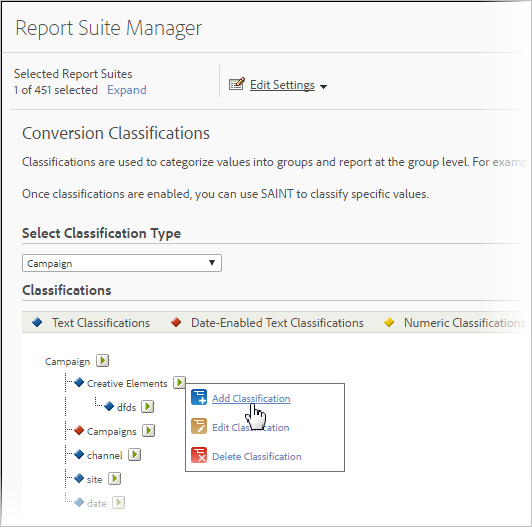 Report Suite Manager
Selected Report Suites
1 of 451 selected Expand
Edit Settings
Conversion Classifications
Classifications are used to categorize values into groups and report at the group level. For examp
Once classifications are enabled, you can use SAINT to classify specific values.
Select Classification Type
Campaign
Classifications
Text Classifications Date-Enabled Text Classifications Numeric Classifications
Campaign
Creative Elements
Add Classification
dfds
Edit Classification
Campaigns
channel
Delete Classification
site
date